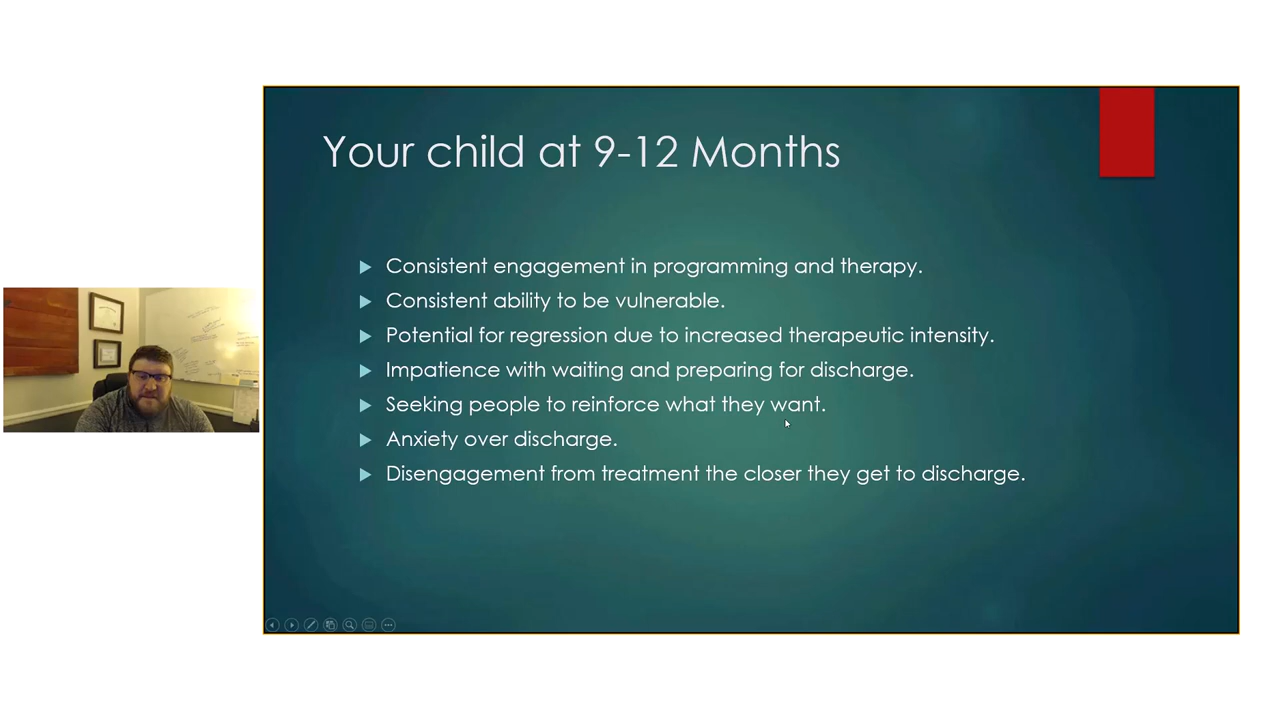 Your child at 9-12 Months
Consistent engagement in programming and therapy.
Consistent ability to be vulnerable.
Potential for regression due to increased therapeutic intensity.
Impatience with waiting and preparing for discharge.
Seeking people to reinforce what they want.
Anxiety over discharge.
Disengagement from treatment the closer they get to discharge.